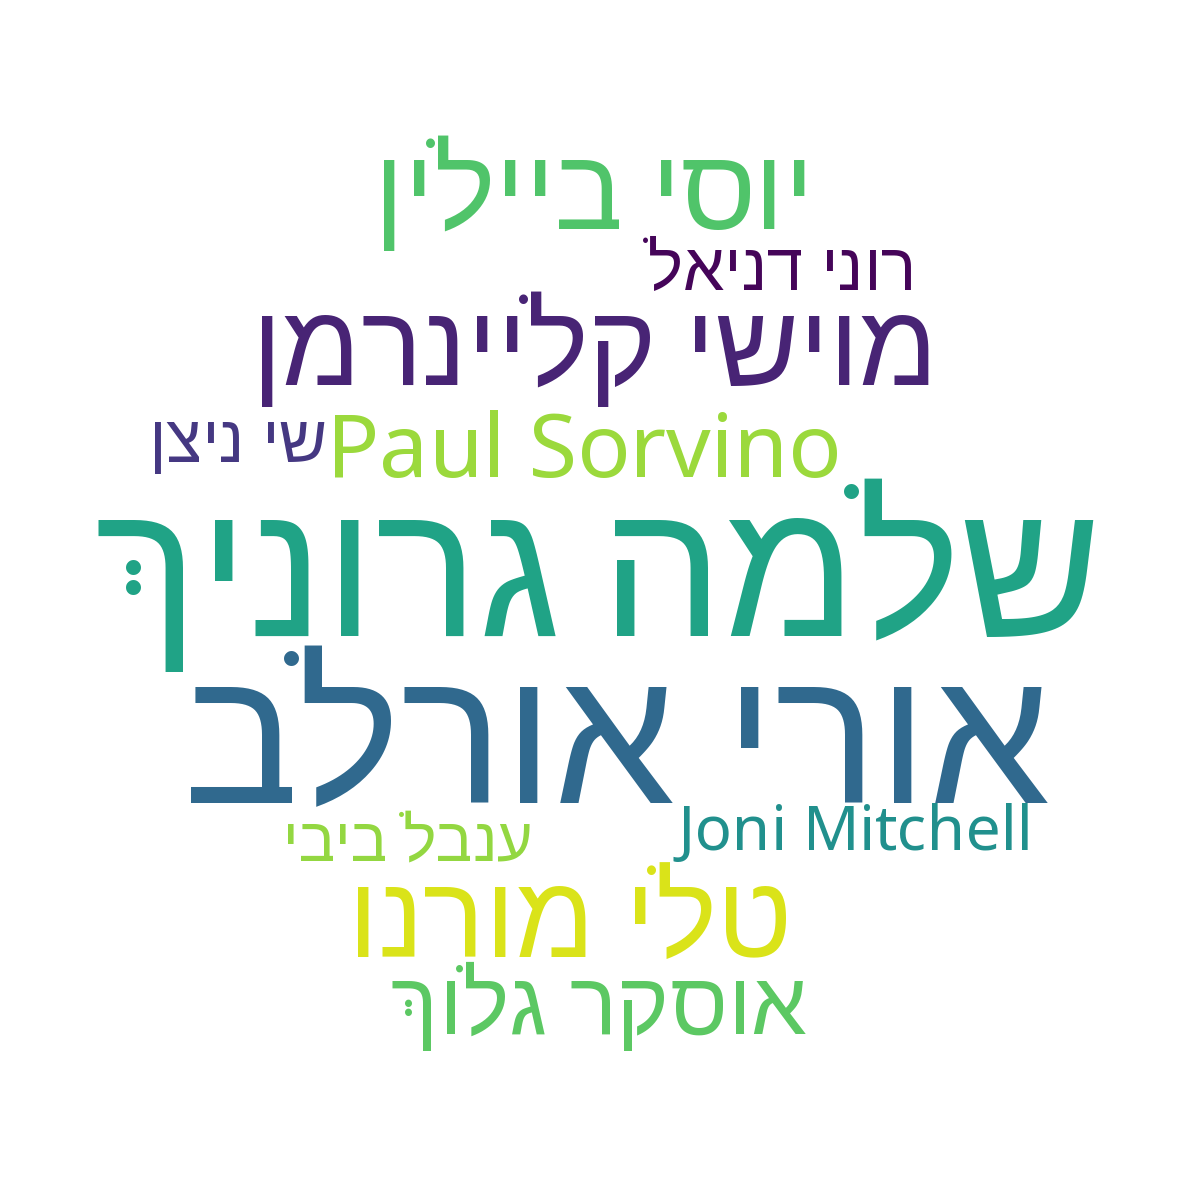 יוסי ביילין
רוני דניאל
מוישי קליינרמן
שי ניצן
Paul Sorvino
שלמה גרוניך
אורי אורלב
ענבל ביבי
Joni Mitchell
טלי מורנו
אוסקר גלוך